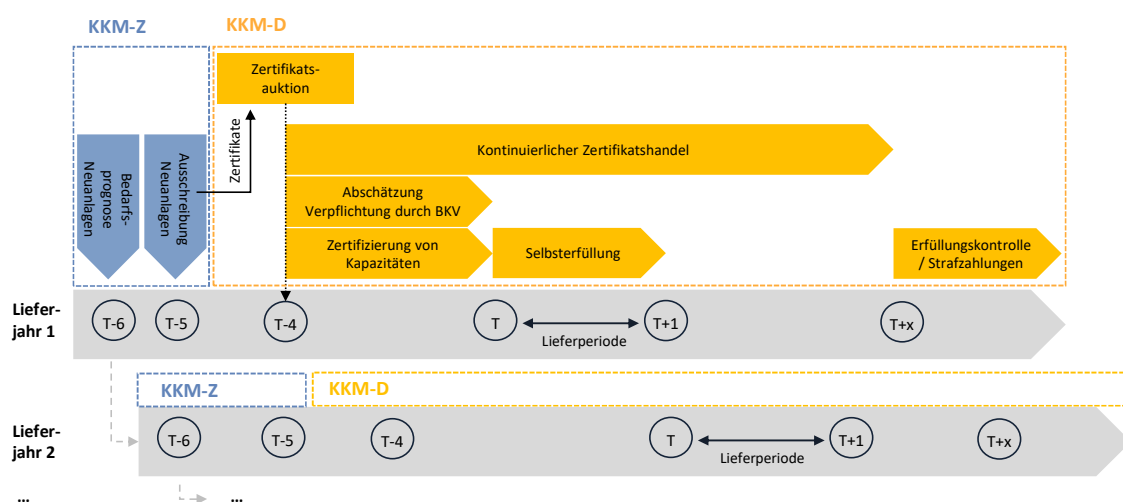 KKM-Z
KKM-D
Zertifikats-
auktion
Zertifikate
Bedarfs-
prognose
Neuanlagen
Ausschreibung
Neuanlagen
Kontinuierlicher Zertifikatshandel
Abschätzung
Verpflichtung durch BKV
Zertifizierung von
Kapazitäten
Selbsterfüllung
Erfüllungskontrolle
/ Strafzahlungen
Liefer-
jahr 1
T-6
T-5
T-4
T
Lieferperiode
T+1
T+x
KKM-Z
KKM-D
Liefer-
jahr 2
T-6
T-5
T-4
T
Lieferperiode
T+1
T+x
...
...